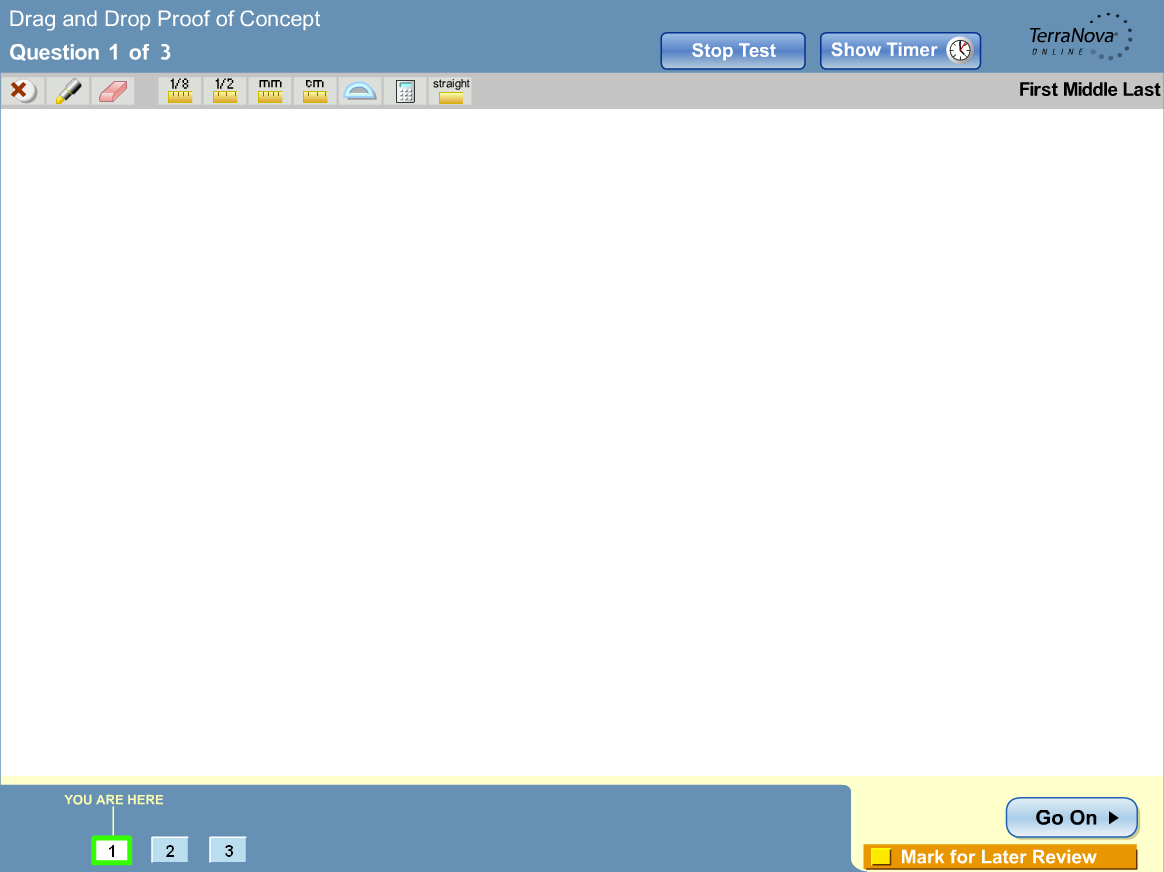 Drag and Drop Proof of Concept
Question 1 of 3
Stop Test
Show Timer
TerraNova
ONLINE
1/8
1/2
mm
cm
straight
First Middle Last
YOU ARE HERE
1
2
3
Go On
Mark for Later Review